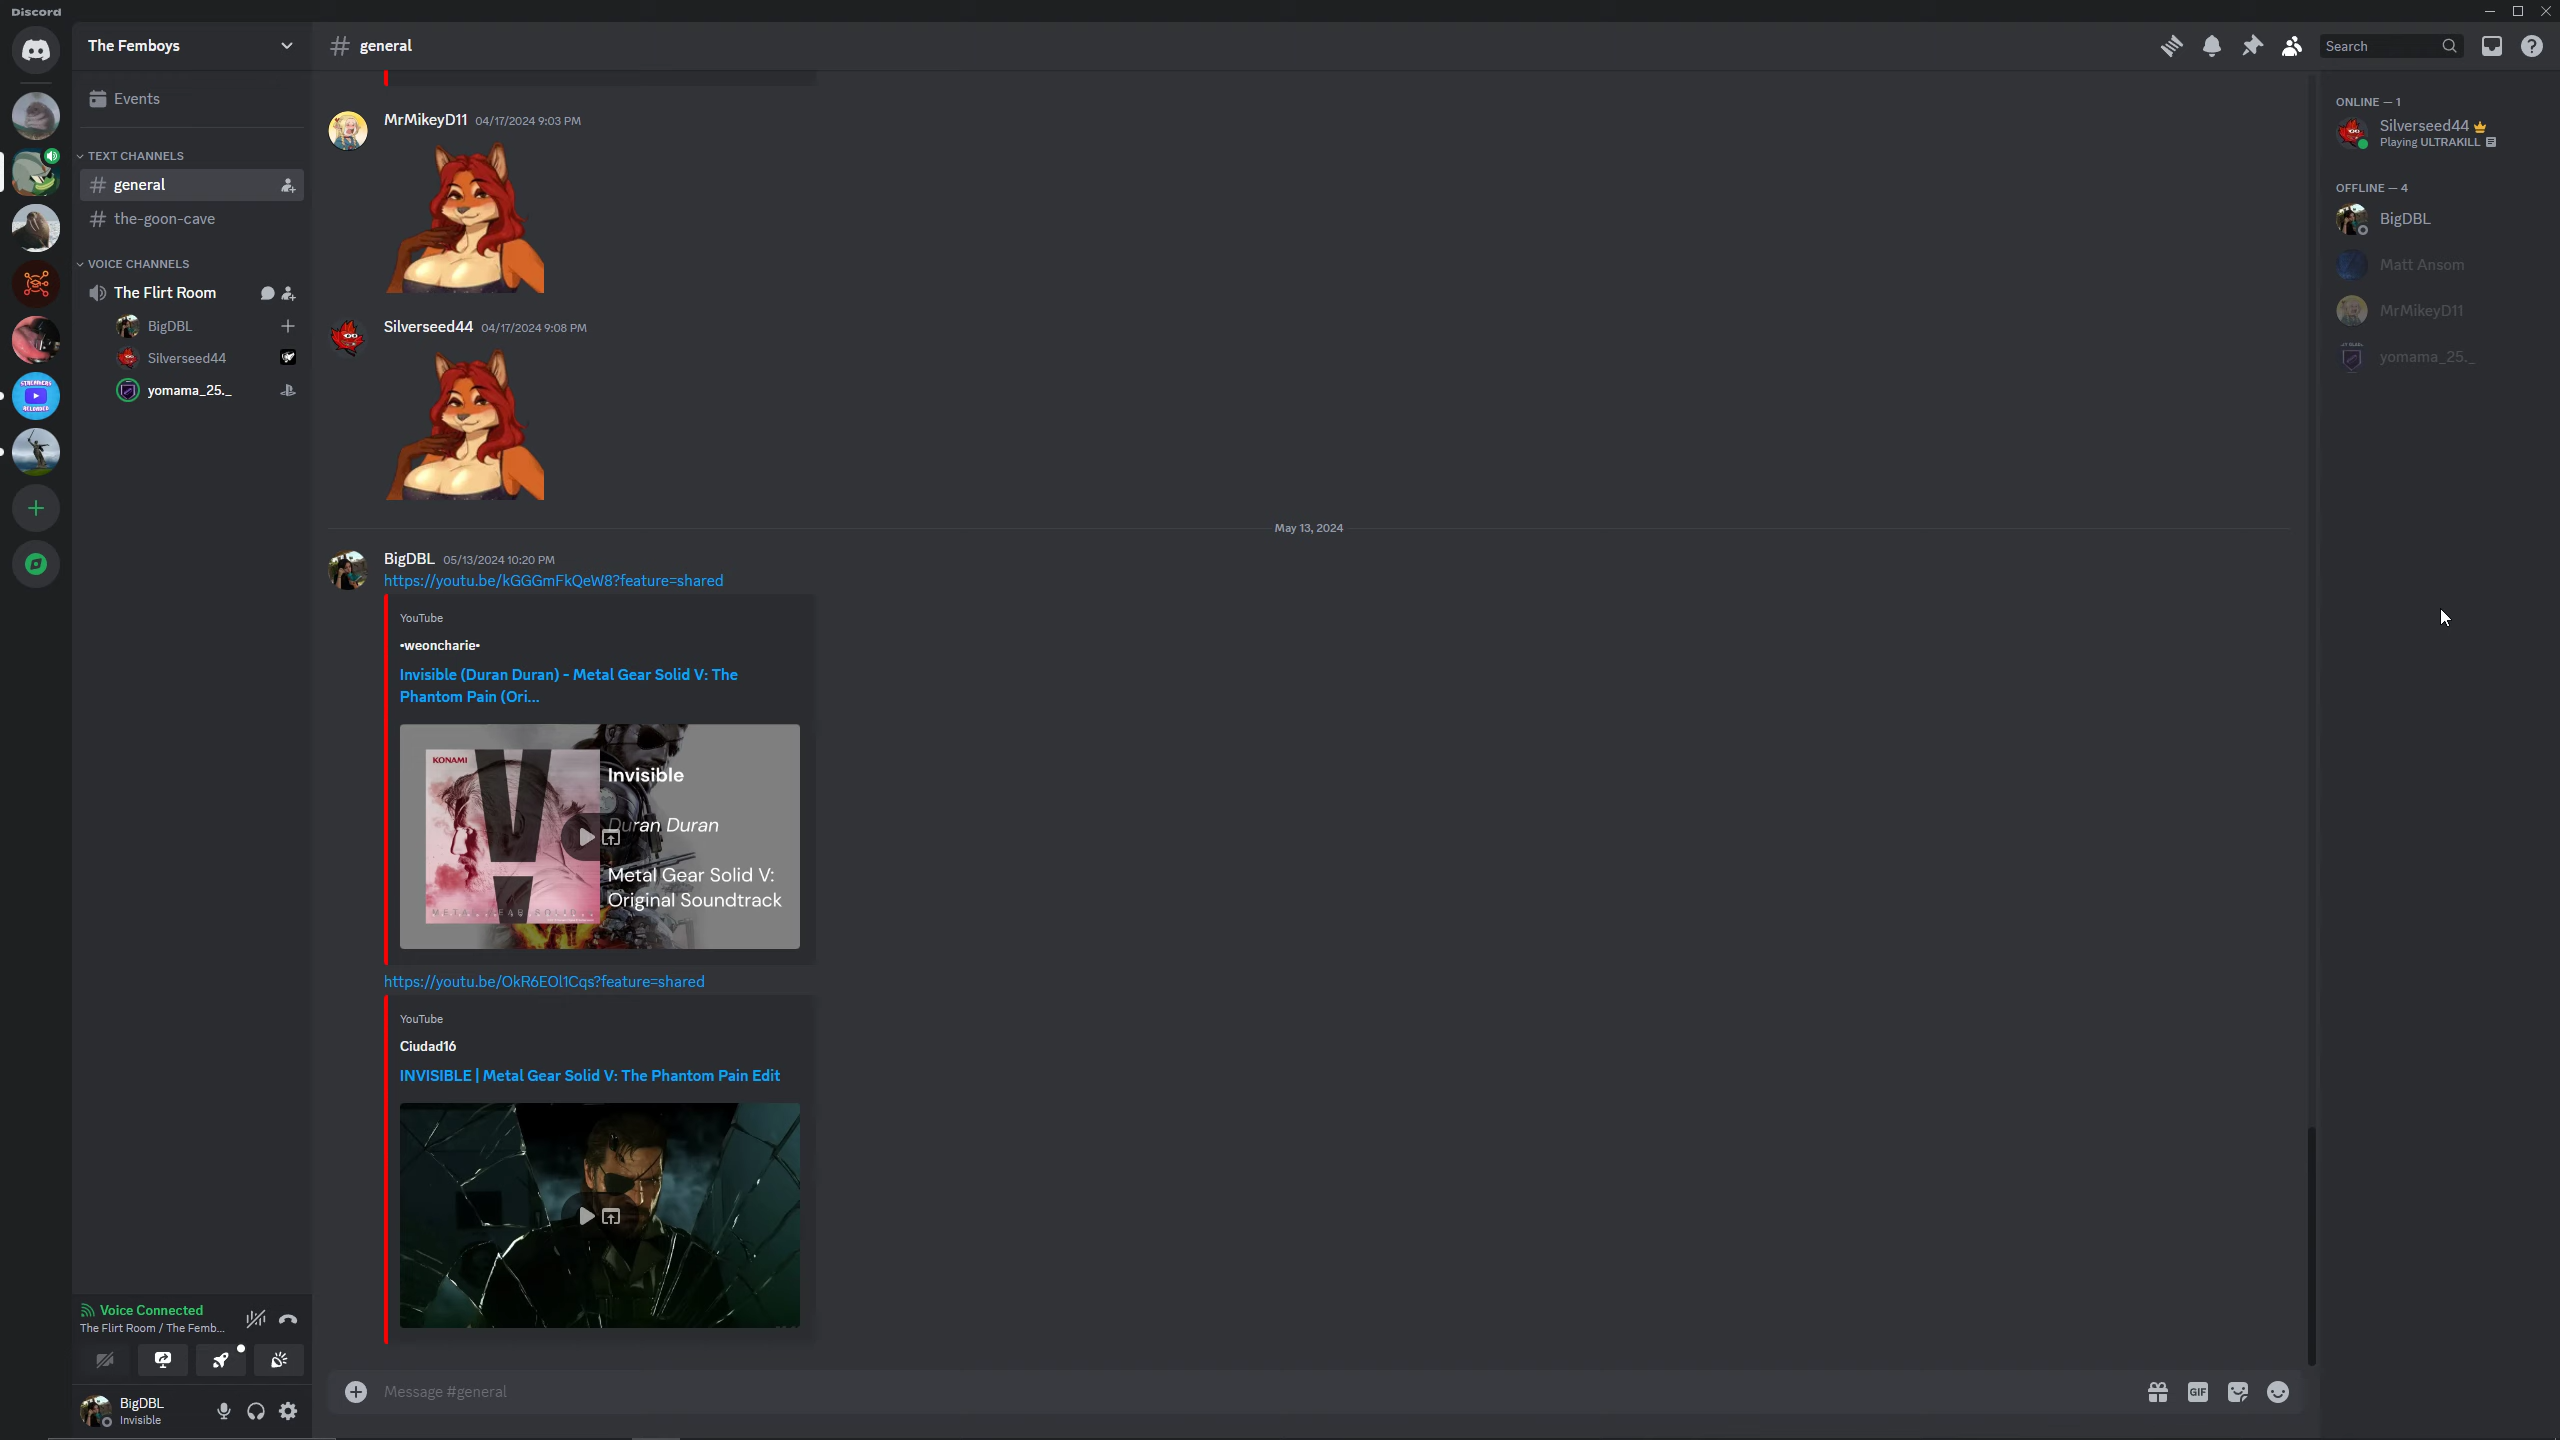 Discord
The Femboys
general
Search
Events
TEXT CHANNELS
general
the-goon-cave
VOICE CHANNELS
The Flirt Room
BigDBL
Silverseed44
yomama_25._
MrMikeyD11 04/17/2024 9:03 PM
Silverseed44 04/17/2024 9:08 PM
May 13, 2024
BigDBL 05/13/2024 10:20 PM
https://youtu.be/kGGGmFkQeW8?feature=shared
YouTube
•weoncharie•
Invisible (Duran Duran) - Metal Gear Solid V: The
Phantom Pain (Ori...
KONAMI
V
Invisible
Duran Duran
Metal Gear Solid V:
Original Soundtrack
METAL GEAR SOLID
https://youtu.be/OkR6EOl1Cqs?feature=shared
YouTube
Ciudad16
INVISIBLE | Metal Gear Solid V: The Phantom Pain Edit
Message #general
GIF
ONLINE — 1
Silverseed44
Playing ULTRAKILL
OFFLINE — 4
BigDBL
Matt Ansom
MrMikeyD11
yomama_25._
Voice Connected
The Flirt Room / The Femb...
BigDBL
Invisible